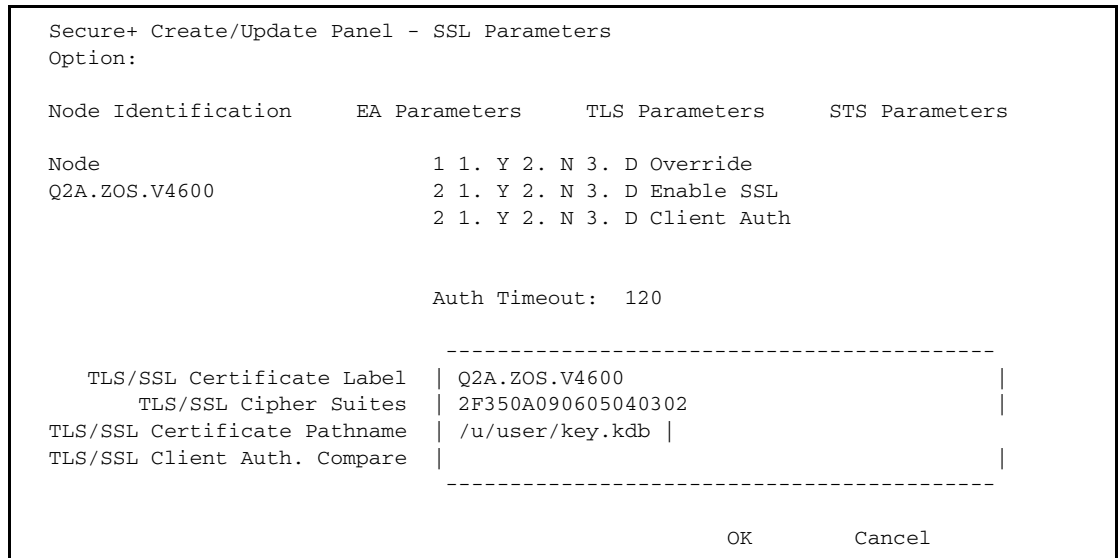 Secure+ Create/Update Panel - SSL Parameters
Option:
Node Identification EA Parameters TLS Parameters STS Parameters
Node 1 1. Y 2. N 3. D Override
Q2A.ZOS.V4600 2 1. Y 2. N 3. D Enable SSL
2 1. Y 2. N 3. D Client Auth
Auth Timeout: 120
-------------------------------------------
TLS/SSL Certificate Label | Q2A.ZOS.V4600 |
TLS/SSL Cipher Suites | 2F350A090605040302 |
TLS/SSL Certificate Pathname | /u/user/key.kdb |
TLS/SSL Client Auth. Compare | |
-------------------------------------------
OK Cancel